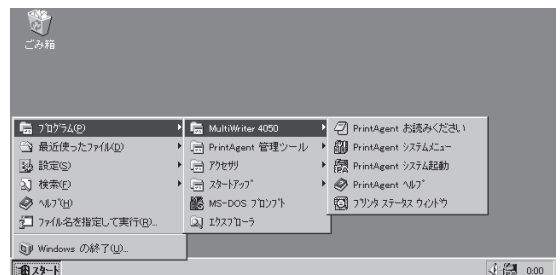 ごみ箱
ﾌﾟﾛｸﾞﾗﾑ(P)
最近使ったﾌｧｲﾙ(D)
設定(S)
検索(F)
ﾍﾙﾌﾟ(H)
ﾌｧｲﾙ名を指定して実行(R)...
Windows の終了(U)...
MultiWriter 4050
PrintAgent 管理ツール
ｱｸｾｻﾘ
ｽﾀｰﾄｱｯﾌﾟ
MS-DOS ﾌﾟﾛﾝﾌﾟﾄ
ｴｸｽﾌﾟﾛｰﾗ
PrintAgent お読みください
PrintAgent ｼｽﾃﾑﾒﾆｭｰ
PrintAgent ｼｽﾃﾑ起動
PrintAgent ﾍﾙﾌﾟ
ﾌﾟﾘﾝﾀ ｽﾃｰﾀｽ ｳｨﾝﾄﾞｳ
ｽﾀｰﾄ
0:00